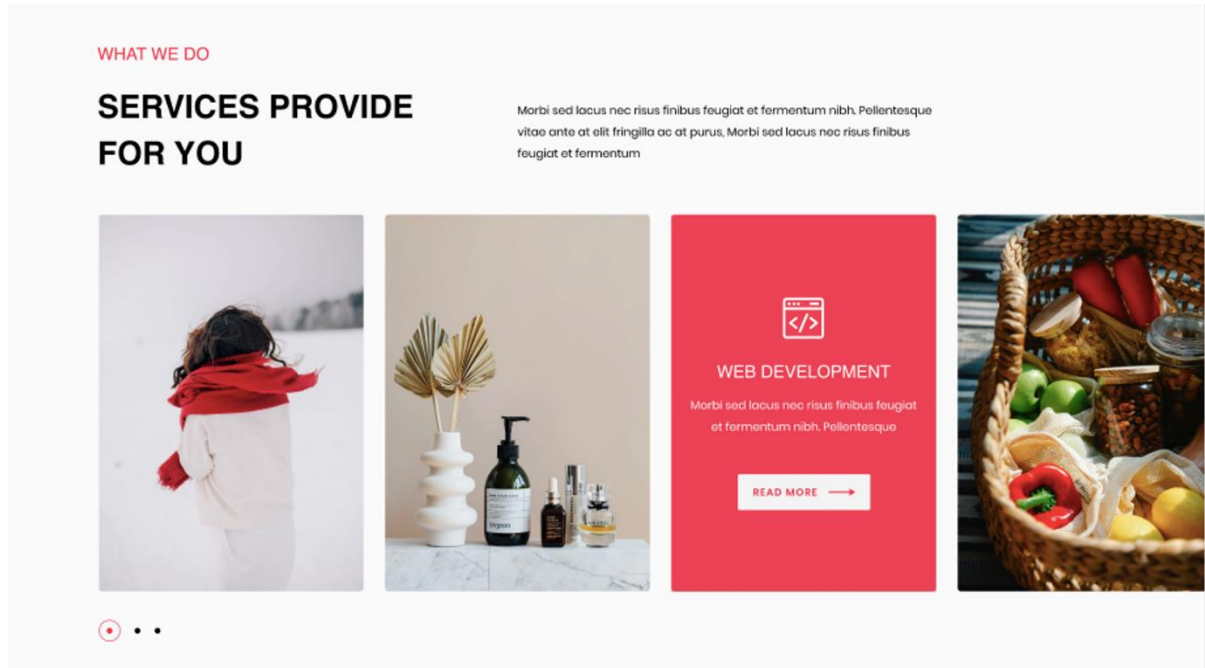 WHAT WE DO
SERVICES PROVIDE
FOR YOU
Morbi sed lacus nec risus finibus feugiat et fermentum nibh. Pellentesque
vitae ante at elit fringilla ac at purus, Morbi sed lacus nec risus finibus
feugiat et fermentum
</>
WEB DEVELOPMENT
Morbi sed lacus nec risus finibus feugiat
et fermentum nibh. Pellentesque
READ MORE